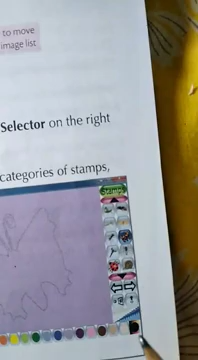 to move
image list
Selector on the right
categories of stamps,